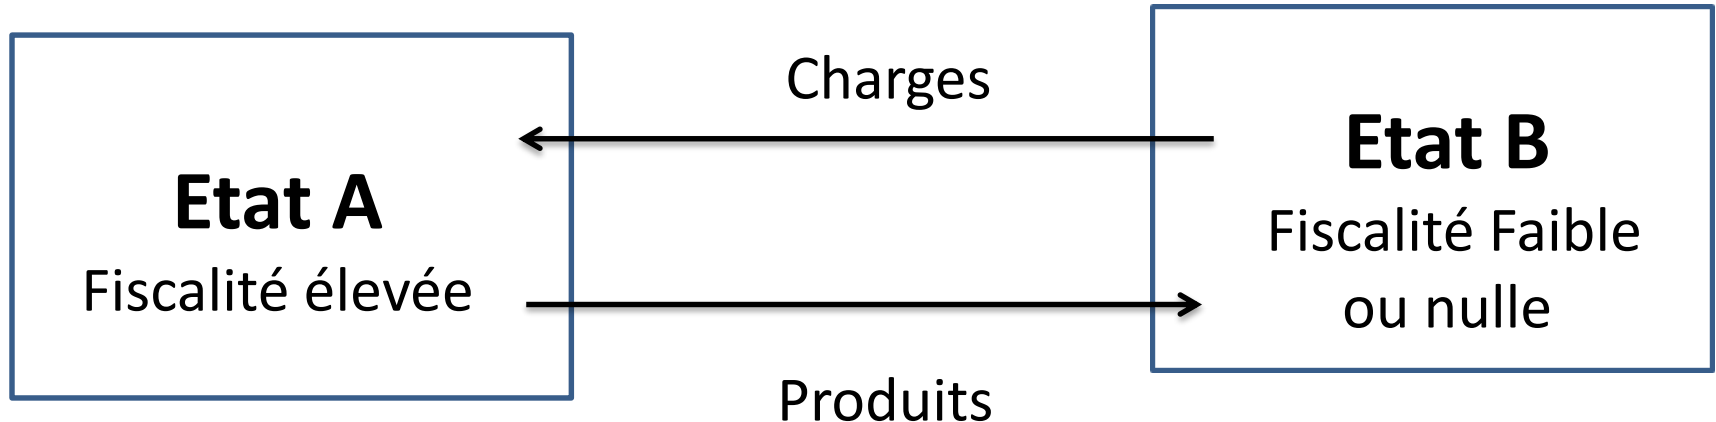 Charges
Etat A
Fiscalité élevée
Etat B
Fiscalité Faible
ou nulle
Produits